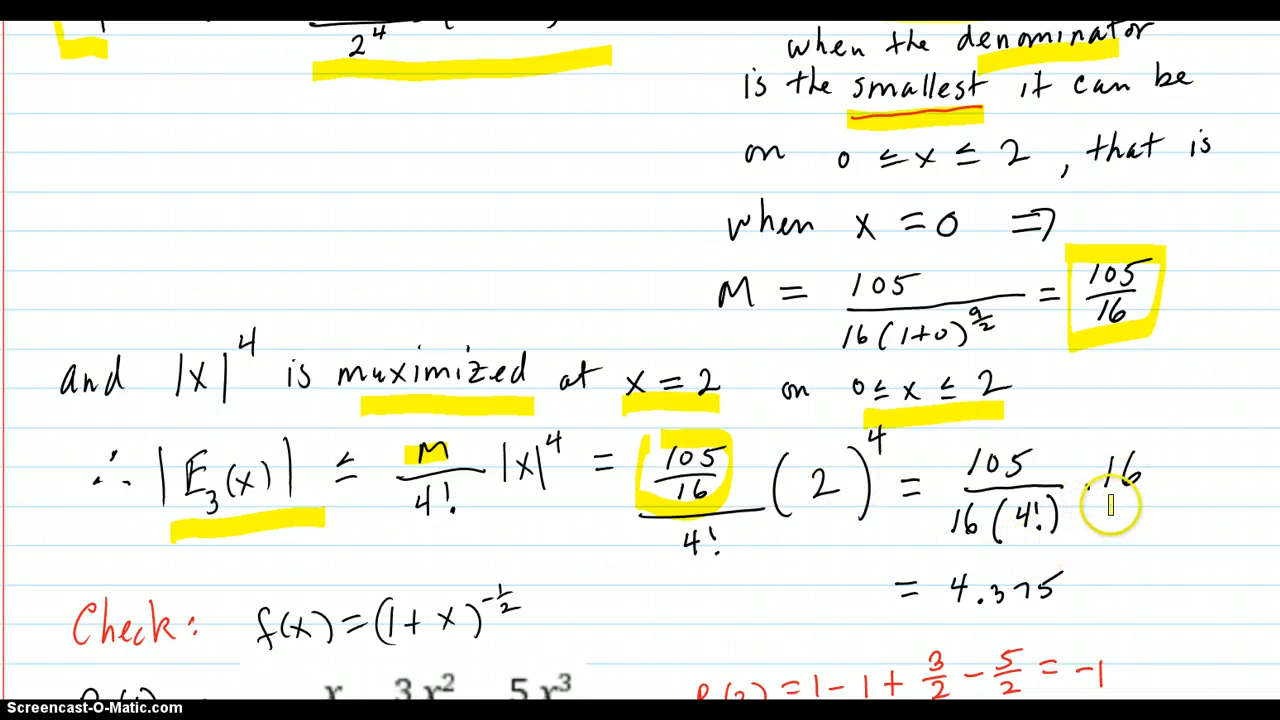 2^4
when the denominator
is the smallest it can be
on 0 ≤ x ≤ 2, that is
when x = 0 ⇒
M = 105/16(1+0)^9/2 = 105/16
and |x|^4 is maximized at x = 2 on 0 ≤ x ≤ 2
∴ |E_3(x)| ≤ M/4! |x|^4 = 105/16/4! (2)^4 = 105/16(4!) · 16
= 4.375
Check: f(x) = (1+x)^-1/2
x 3x^2 5x^3
= 1 - 1 + 3/2 - 5/2 = -1
Screencast-O-Matic.com